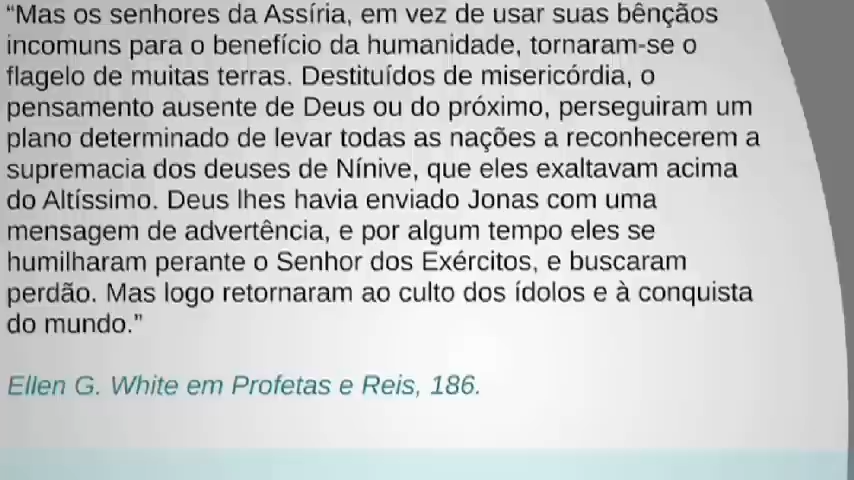 “Mas os senhores da Assíria, em vez de usar suas bênçãos
incomuns para o benefício da humanidade, tornaram-se o
flagelo de muitas terras. Destituídos de misericórdia, o
pensamento ausente de Deus ou do próximo, perseguiram um
plano determinado de levar todas as nações a reconhecerem a
supremacia dos deuses de Nínive, que eles exaltavam acima
do Altíssimo. Deus lhes havia enviado Jonas com uma
mensagem de advertência, e por algum tempo eles se
humilharam perante o Senhor dos Exércitos, e buscaram
perdão. Mas logo retornaram ao culto dos ídolos e à conquista
do mundo.”
Ellen G. White em Profetas e Reis, 186.